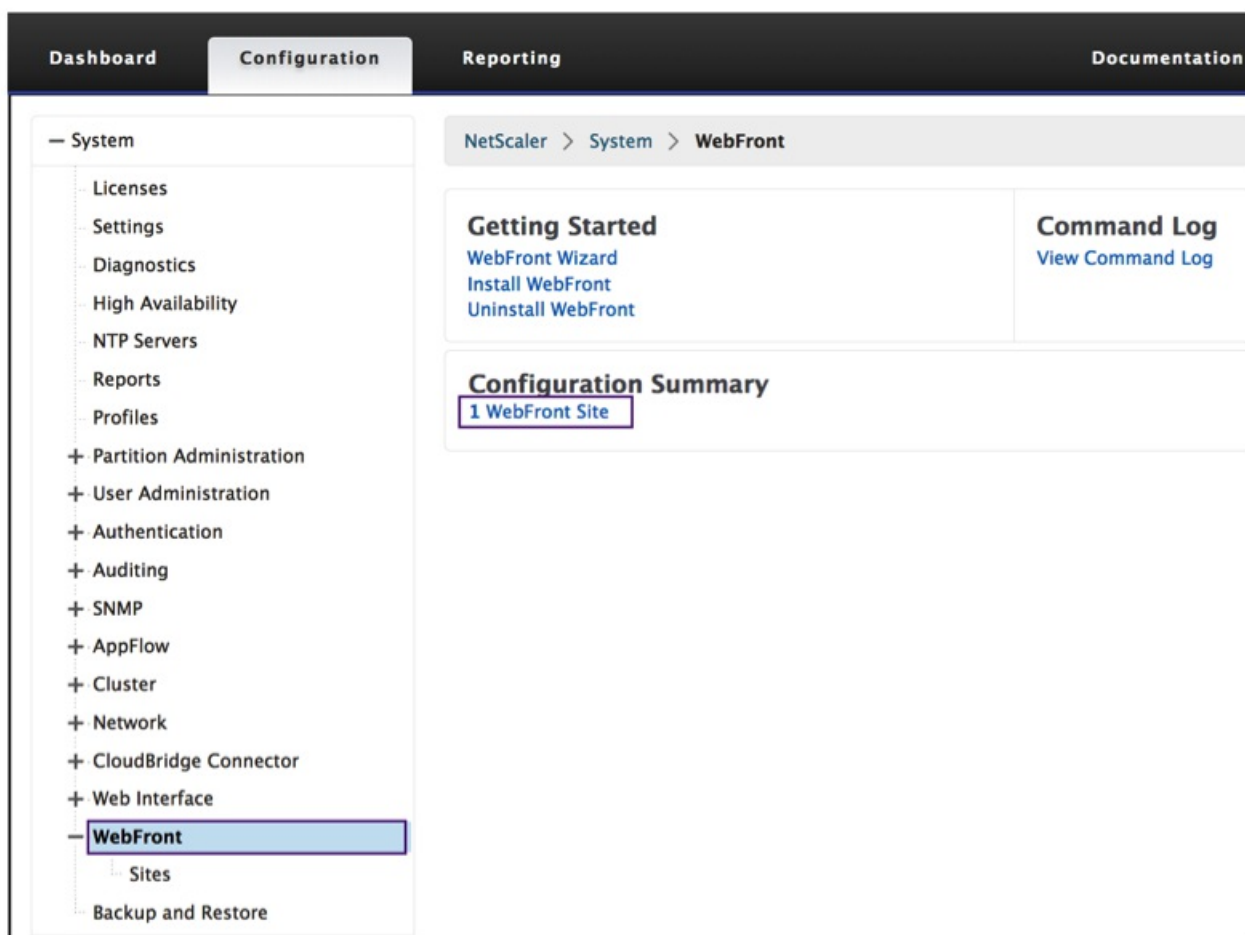 Dashboard Configuration Reporting Documentation
System
Licenses
Settings
Diagnostics
High Availability
NTP Servers
Reports
Profiles
Partition Administration
User Administration
Authentication
Auditing
SNMP
AppFlow
Cluster
Network
CloudBridge Connector
Web Interface
WebFront
Sites
Backup and Restore
NetScaler > System > WebFront
Getting Started
WebFront Wizard
Install WebFront
Uninstall WebFront
Command Log
View Command Log
Configuration Summary
1 WebFront Site